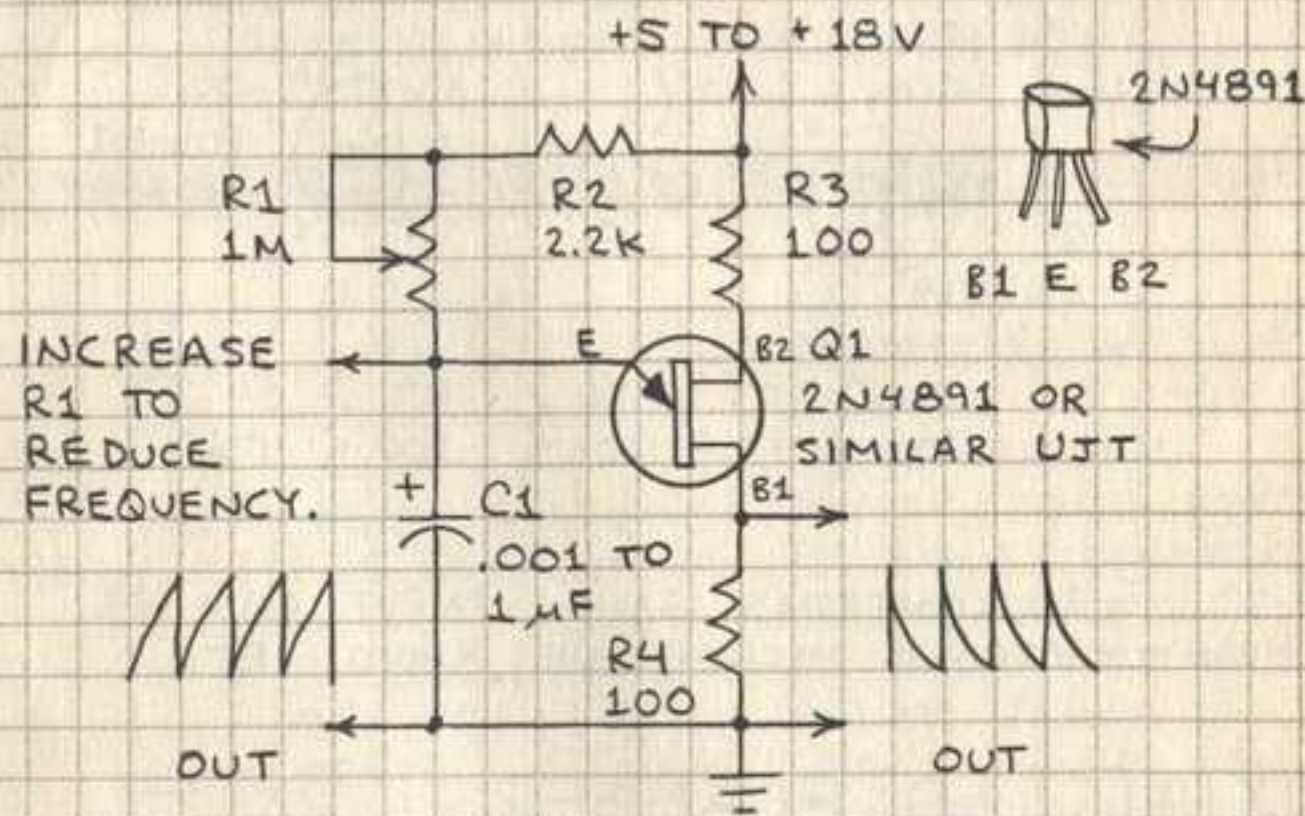 +5 TO +18V
2N4891
R1
1M
R2
2.2K
R3
100
B1 E B2
INCREASE
R1 TO
REDUCE
FREQUENCY.
E
B2 Q1
2N4891 OR
SIMILAR UJT
B1
+
C1
.001 TO
1µF
R4
100
OUT
OUT